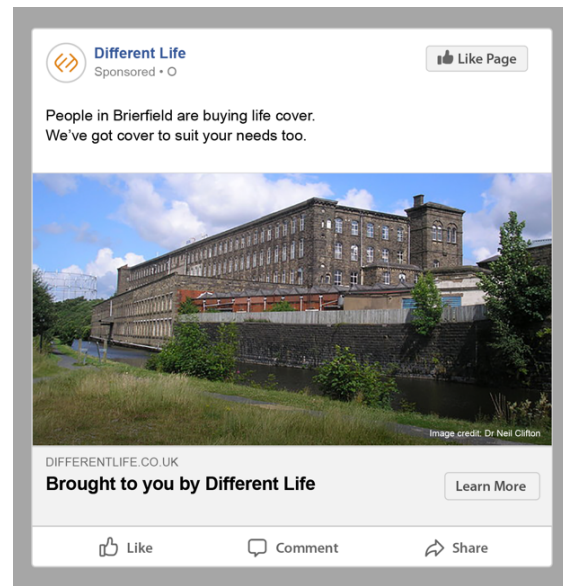 Different Life
Sponsored • O
Like Page
People in Brierfield are buying life cover.
We've got cover to suit your needs too.
Image credit: Dr Neil Clifton
DIFFERENTLIFE.CO.UK
Brought to you by Different Life
Learn More
Like
Comment
Share